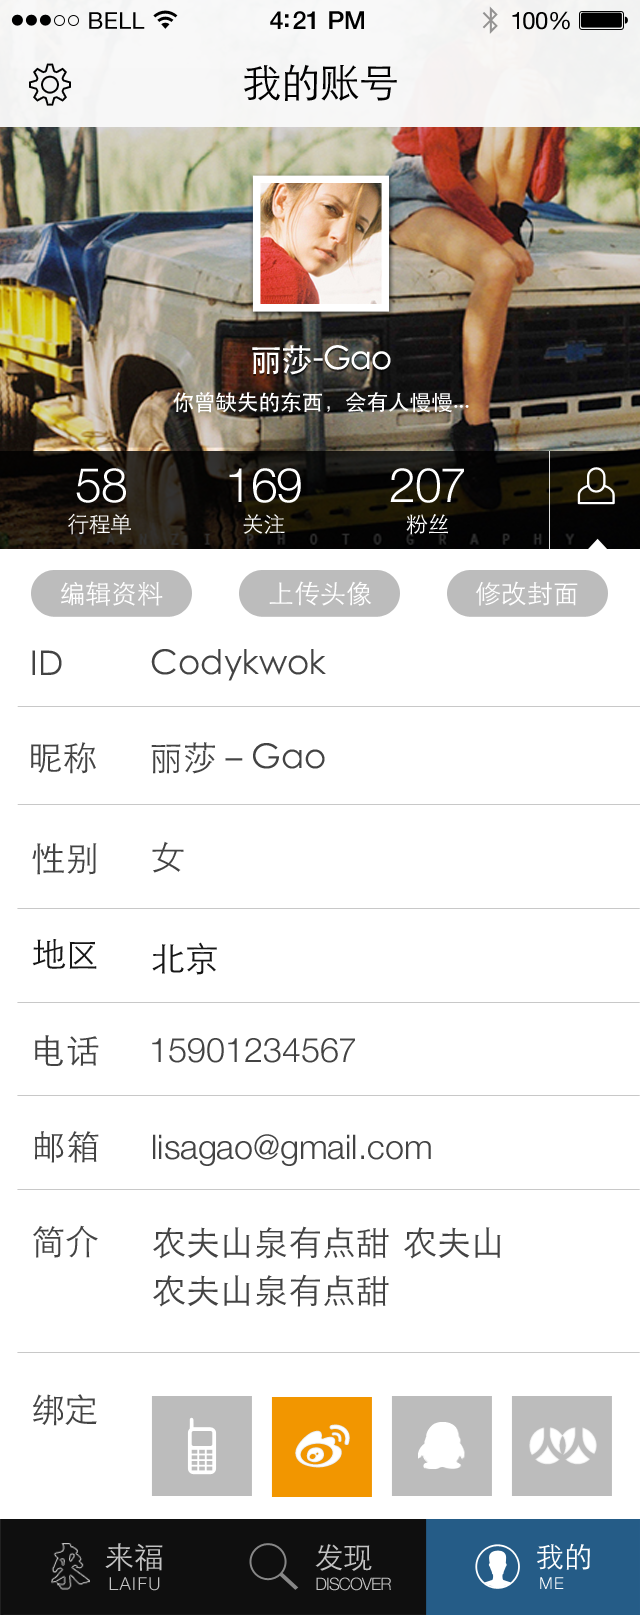 BELL 4:21 PM 100%
我的账号
丽莎-Gao
你曾缺失的东西，会有人慢慢...
58 169 207
行程单 关注 粉丝
PHOTOGRAPHY
编辑资料 上传头像 修改封面
ID Codykwok
昵称 丽莎 – Gao
性别 女
地区 北京
电话 15901234567
邮箱 lisagao@gmail.com
简介 农夫山泉有点甜 农夫山
农夫山泉有点甜
绑定
来福 发现 我的
LAIFU DISCOVER ME